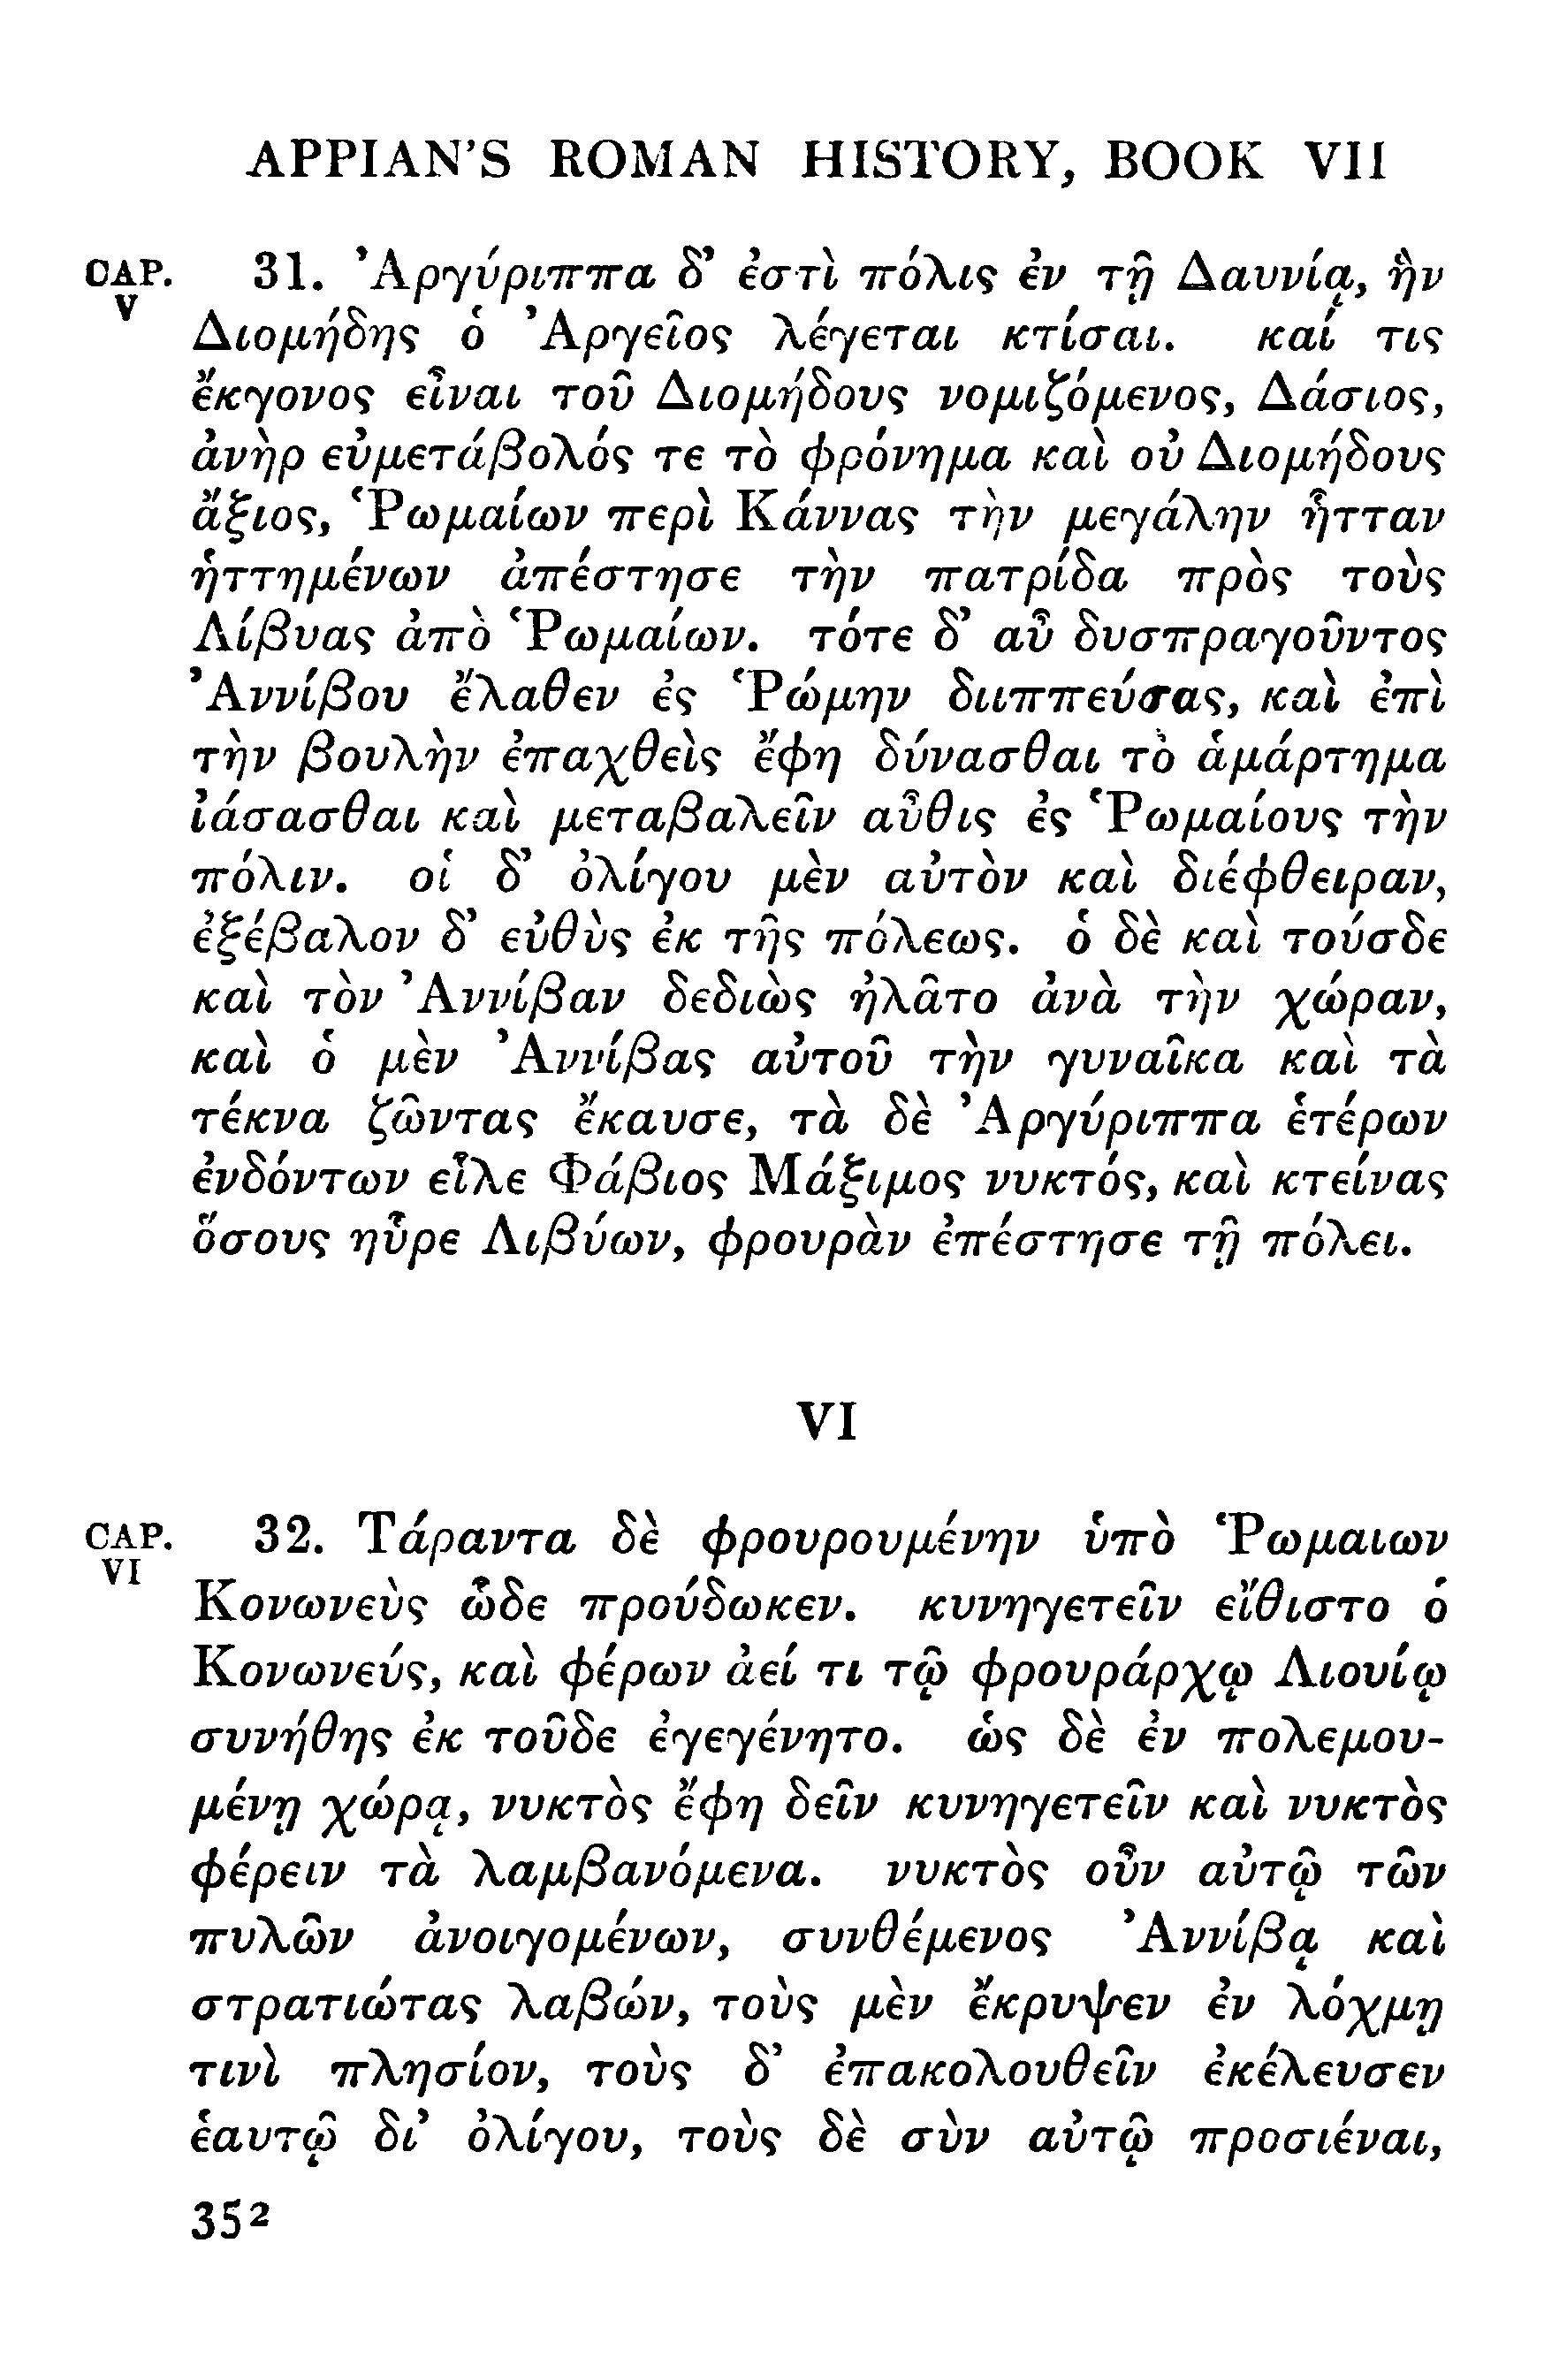 APPIAN'S ROMAN HISTORY, BOOK VII
CAP. V 31. Ἀργύριππα δ' ἐστὶ πόλις ἐν τῇ Δαυνίᾳ, ἣν
Διομήδης ὁ Ἀργεῖος λέγεται κτίσαι. καί τις
ἔκγονος εἶναι τοῦ Διομήδους νομιζόμενος, Δάσιος,
ἀνὴρ εὐμετάβολός τε τὸ φρόνημα καὶ οὐ Διομήδους
ἄξιος, Ῥωμαίων περὶ Κάννας τὴν μεγάλην ἧτταν
ἡττημένων ἀπέστησε τὴν πατρίδα πρὸς τοὺς
Λίβυας ἀπὸ Ῥωμαίων. τότε δ' αὖ δυσπραγοῦντος
Ἀννίβου ἔλαθεν ἐς Ῥώμην διιππεύσας, καὶ ἐπὶ
τὴν βουλὴν ἐπαχθεὶς ἔφη δύνασθαι τὸ ἁμάρτημα
ἰάσασθαι καὶ μεταβαλεῖν αὖθις ἐς Ῥωμαίους τὴν
πόλιν. οἱ δ' ὀλίγου μὲν αὐτὸν καὶ διέφθειραν,
ἐξέβαλον δ' εὐθὺς ἐκ τῆς πόλεως. ὁ δὲ καὶ τούσδε
καὶ τὸν Ἀννίβαν δεδιὼς ἠλᾶτο ἀνὰ τὴν χώραν,
καὶ ὁ μὲν Ἀννίβας αὐτοῦ τὴν γυναῖκα καὶ τὰ
τέκνα ζῶντας ἔκαυσε, τὰ δὲ Ἀργύριππα ἑτέρων
ἐνδόντων εἷλε Φάβιος Μάξιμος νυκτός, καὶ κτείνας
ὅσους ηὗρε Λιβύων, φρουρὰν ἐπέστησε τῇ πόλει.
VI
CAP. VI 32. Τάραντα δὲ φρουρουμένην ὑπὸ Ῥωμαιων
Κονωνεὺς ὧδε προύδωκεν. κυνηγετεῖν εἴθιστο ὁ
Κονωνεύς, καὶ φέρων ἀεί τι τῷ φρουράρχῳ Λιουίῳ
συνήθης ἐκ τοῦδε ἐγεγένητο. ὡς δὲ ἐν πολεμου-
μένῃ χώρᾳ, νυκτὸς ἔφη δεῖν κυνηγετεῖν καὶ νυκτὸς
φέρειν τὰ λαμβανόμενα. νυκτὸς οὖν αὐτῷ τῶν
πυλῶν ἀνοιγομένων, συνθέμενος Ἀννίβᾳ καὶ
στρατιώτας λαβών, τοὺς μὲν ἔκρυψεν ἐν λόχμῃ
τινὶ πλησίον, τοὺς δ' ἐπακολουθεῖν ἐκέλευσεν
ἑαυτῷ δι' ὀλίγου, τοὺς δὲ σὺν αὐτῷ προσιέναι,
352